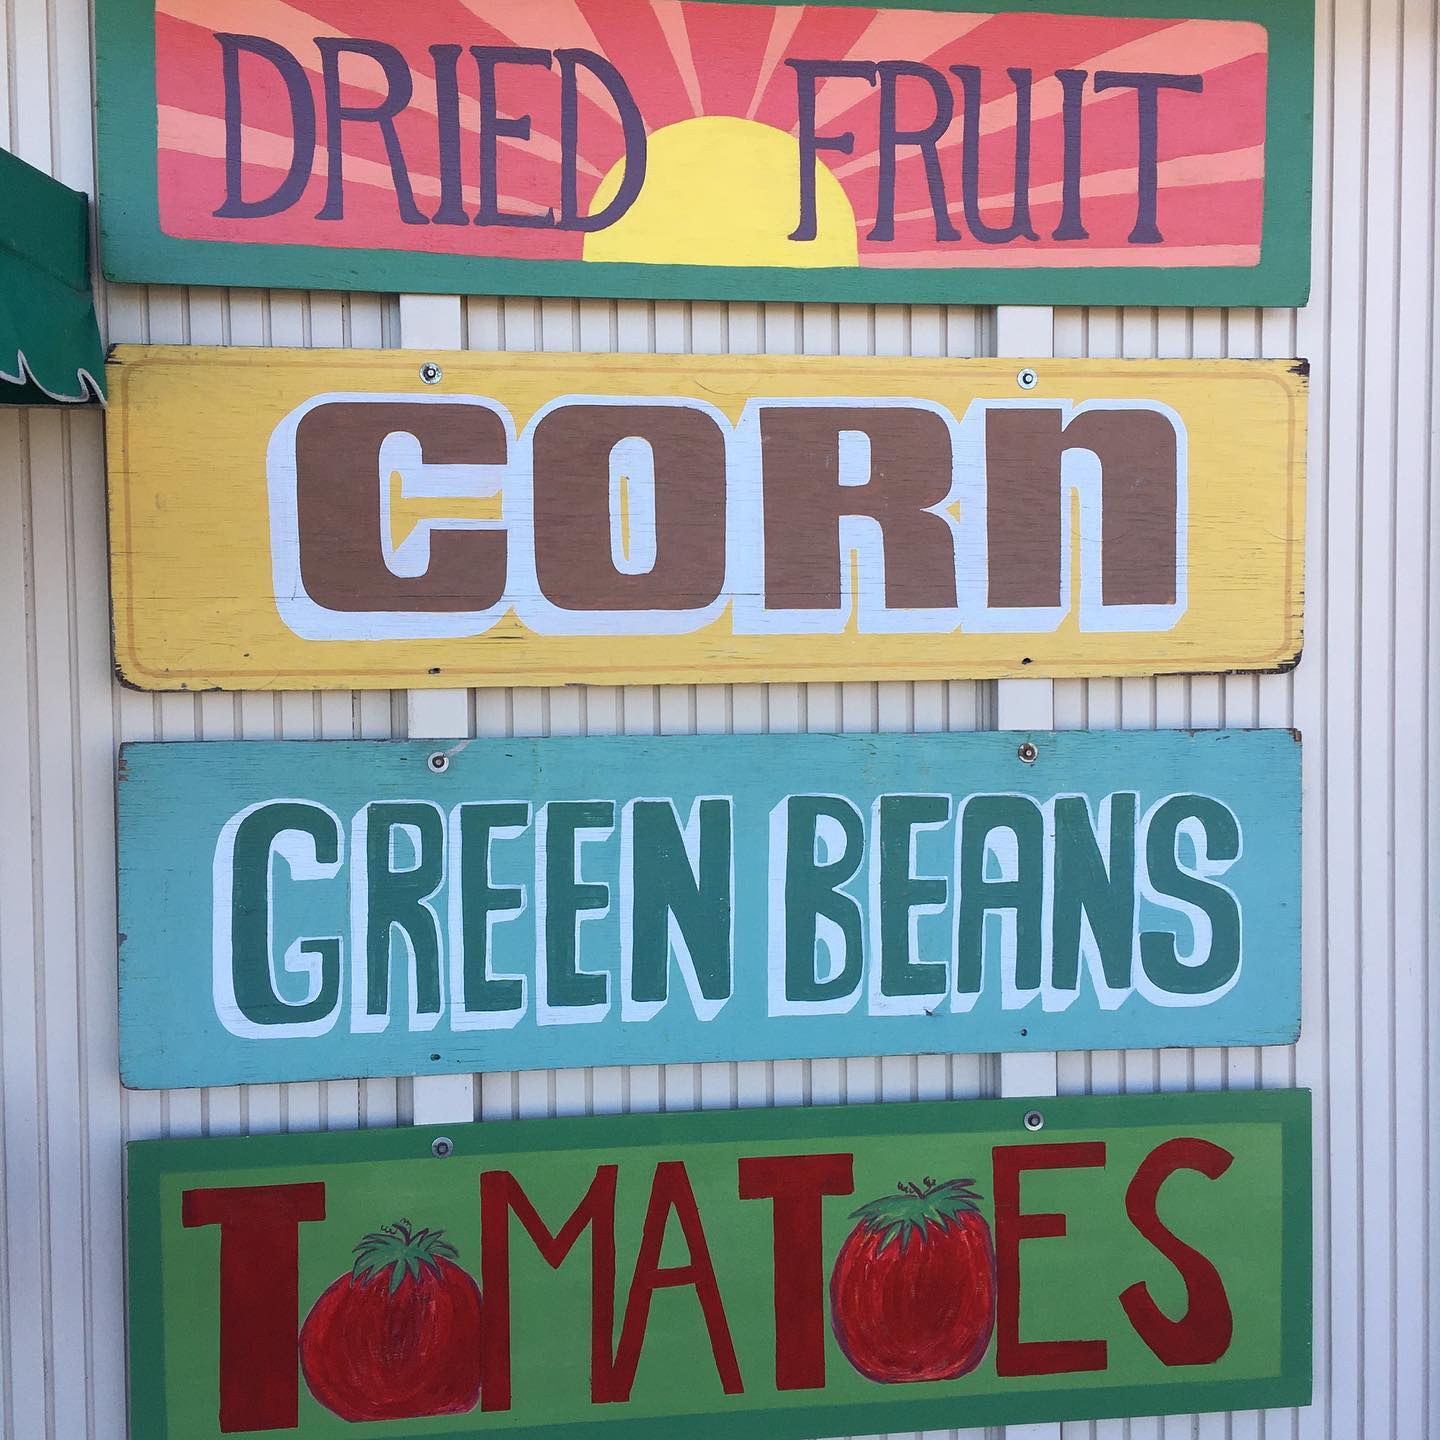 DRIED FRUIT
CORn
GREEN BEANS
TOMATOES